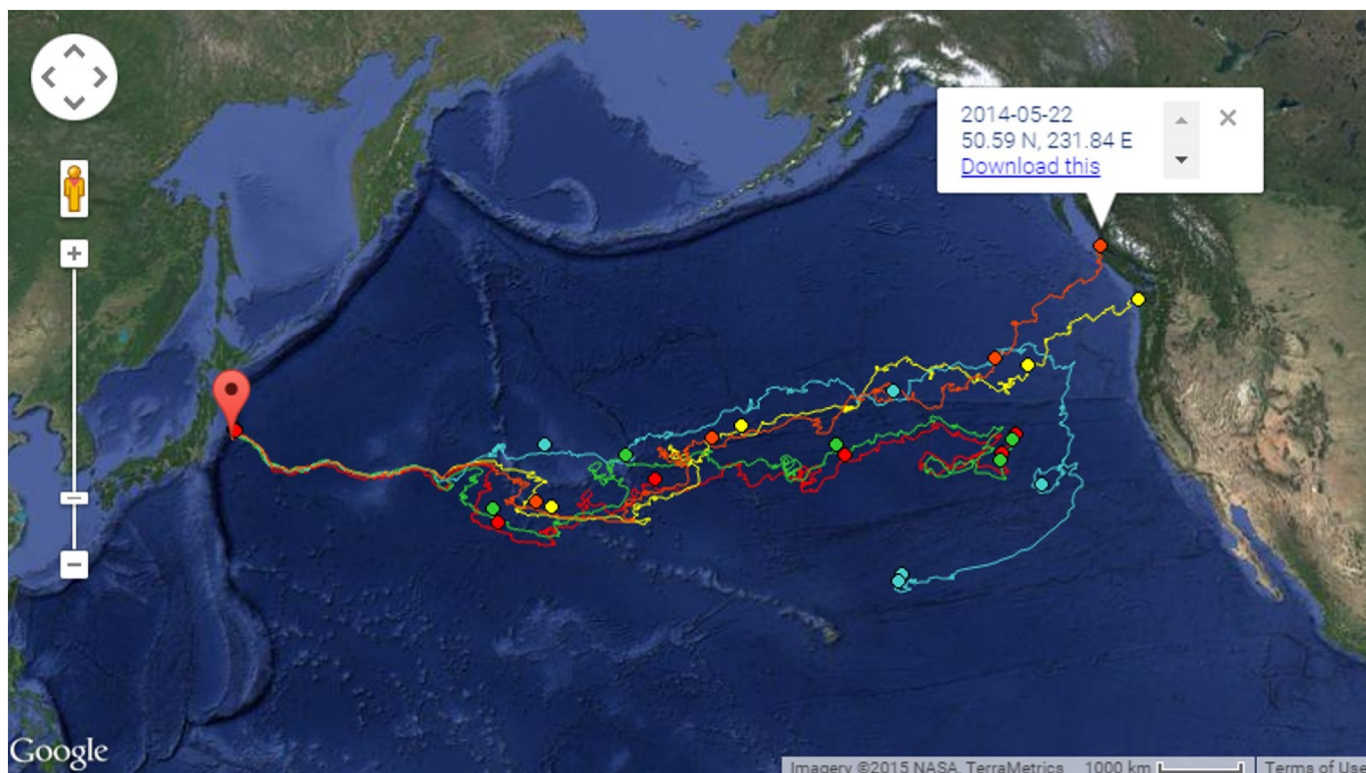 2014-05-22
50.59 N, 231.84 E
Download this
Google
Imagery ©2015 NASA, TerraMetrics 1000 km Terms of Use